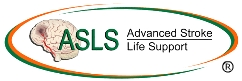 ASLS Advanced Stroke
Life Support
®